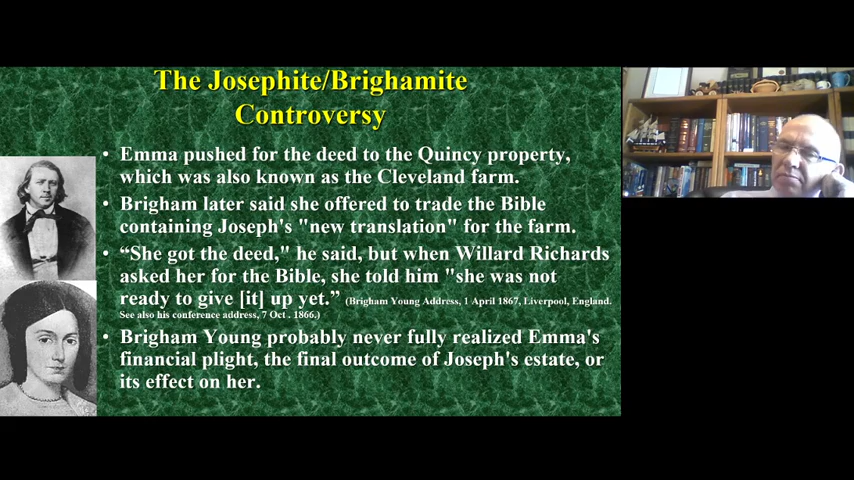 The Josephite/Brighamite
Controversy
• Emma pushed for the deed to the Quincy property,
which was also known as the Cleveland farm.
• Brigham later said she offered to trade the Bible
containing Joseph's "new translation" for the farm.
• “She got the deed," he said, but when Willard Richards
asked her for the Bible, she told him "she was not
ready to give [it] up yet.” (Brigham Young Address, 1 April 1867, Liverpool, England.
See also his conference address, 7 Oct . 1866.)
• Brigham Young probably never fully realized Emma's
financial plight, the final outcome of Joseph's estate, or
its effect on her.